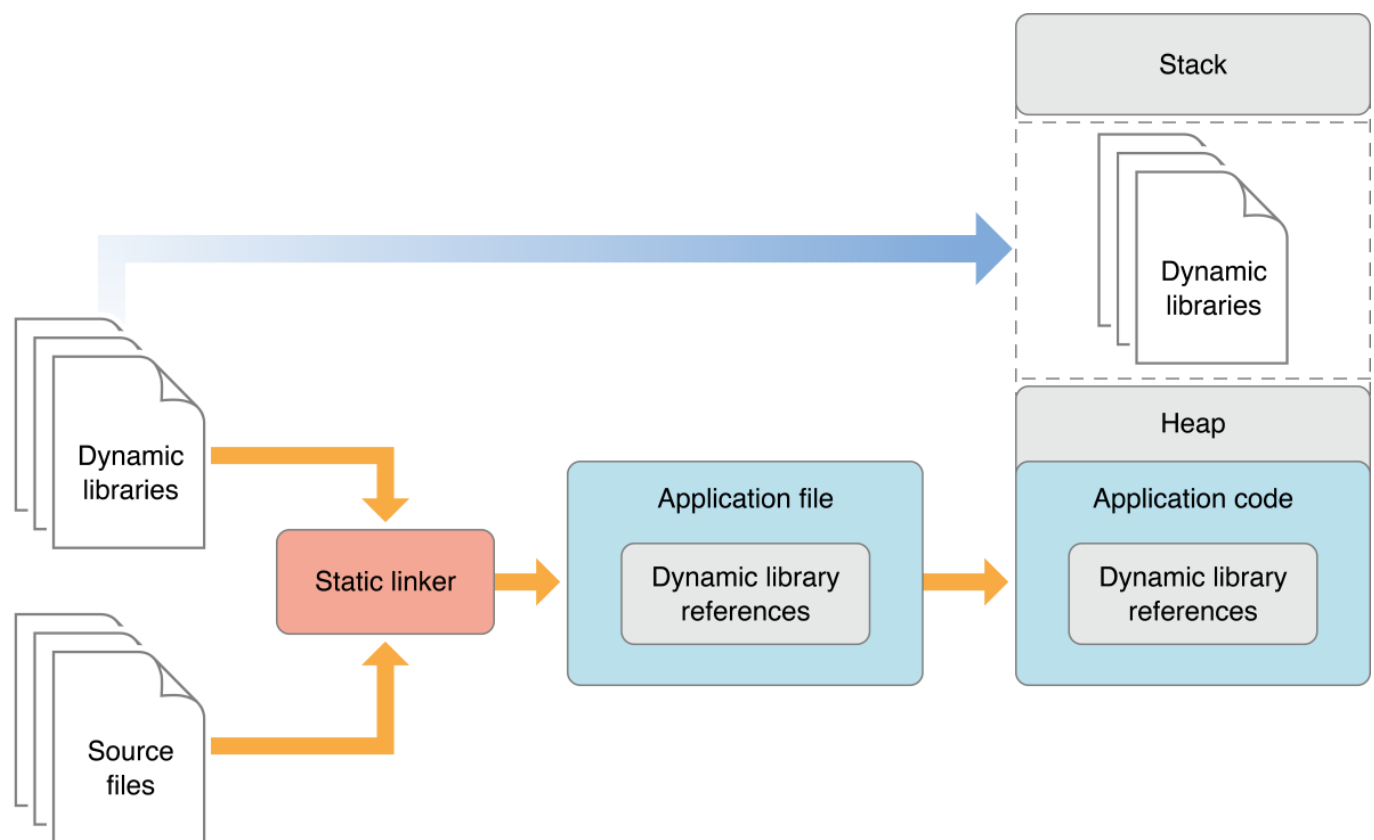 Stack
Dynamic
libraries
Heap
Dynamic
libraries
Static linker
Application file
Dynamic library
references
Application code
Dynamic library
references
Source
files